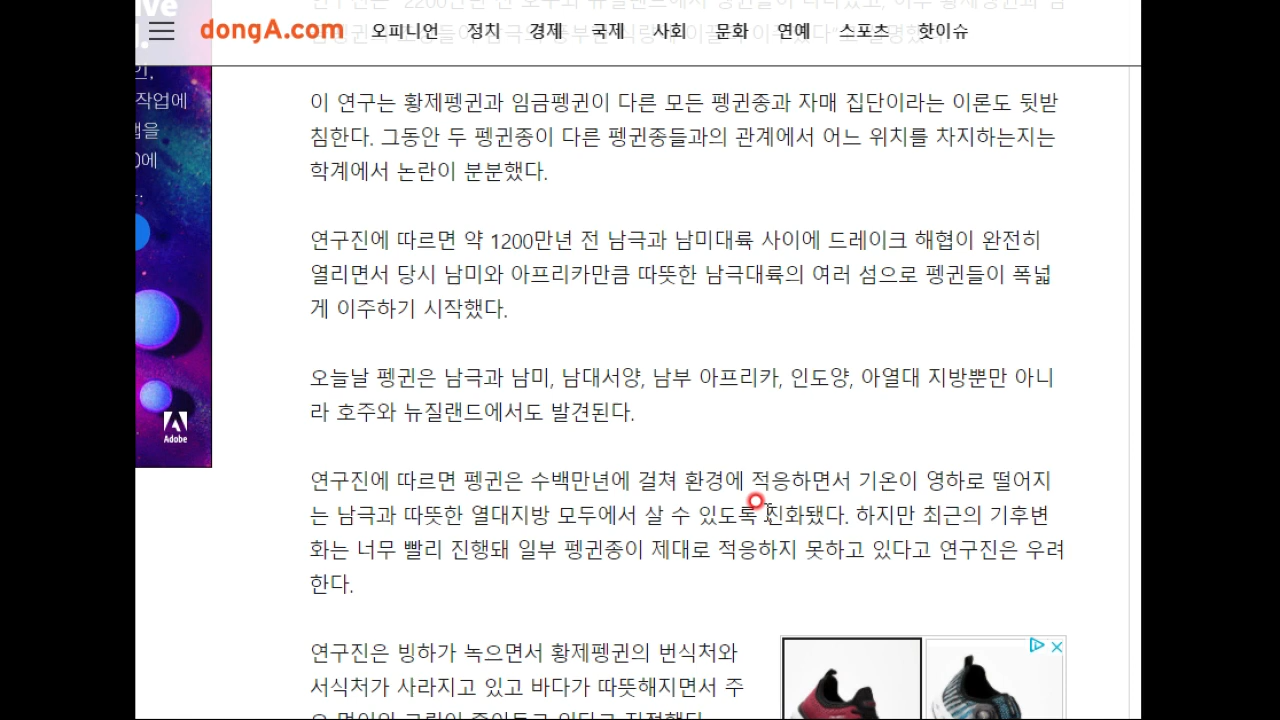 ive
dongA.com 오피니언 정치 경제 국제 사회 문화 연예 스포츠 핫이슈
작업에
Adobe
이 연구는 황제펭귄과 임금펭귄이 다른 모든 펭귄종과 자매 집단이라는 이론도 뒷받
침한다. 그동안 두 펭귄종이 다른 펭귄종들과의 관계에서 어느 위치를 차지하는지는
학계에서 논란이 분분했다.
연구진에 따르면 약 1200만년 전 남극과 남미대륙 사이에 드레이크 해협이 완전히
열리면서 당시 남미와 아프리카만큼 따뜻한 남극대륙의 여러 섬으로 펭귄들이 폭넓
게 이주하기 시작했다.
오늘날 펭귄은 남극과 남미, 남대서양, 남부 아프리카, 인도양, 아열대 지방뿐만 아니
라 호주와 뉴질랜드에서도 발견된다.
연구진에 따르면 펭귄은 수백만년에 걸쳐 환경에 적응하면서 기온이 영하로 떨어지
는 남극과 따뜻한 열대지방 모두에서 살 수 있도록 진화됐다. 하지만 최근의 기후변
화는 너무 빨리 진행돼 일부 펭귄종이 제대로 적응하지 못하고 있다고 연구진은 우려
한다.
연구진은 빙하가 녹으면서 황제펭귄의 번식처와
서식처가 사라지고 있고 바다가 따뜻해지면서 주